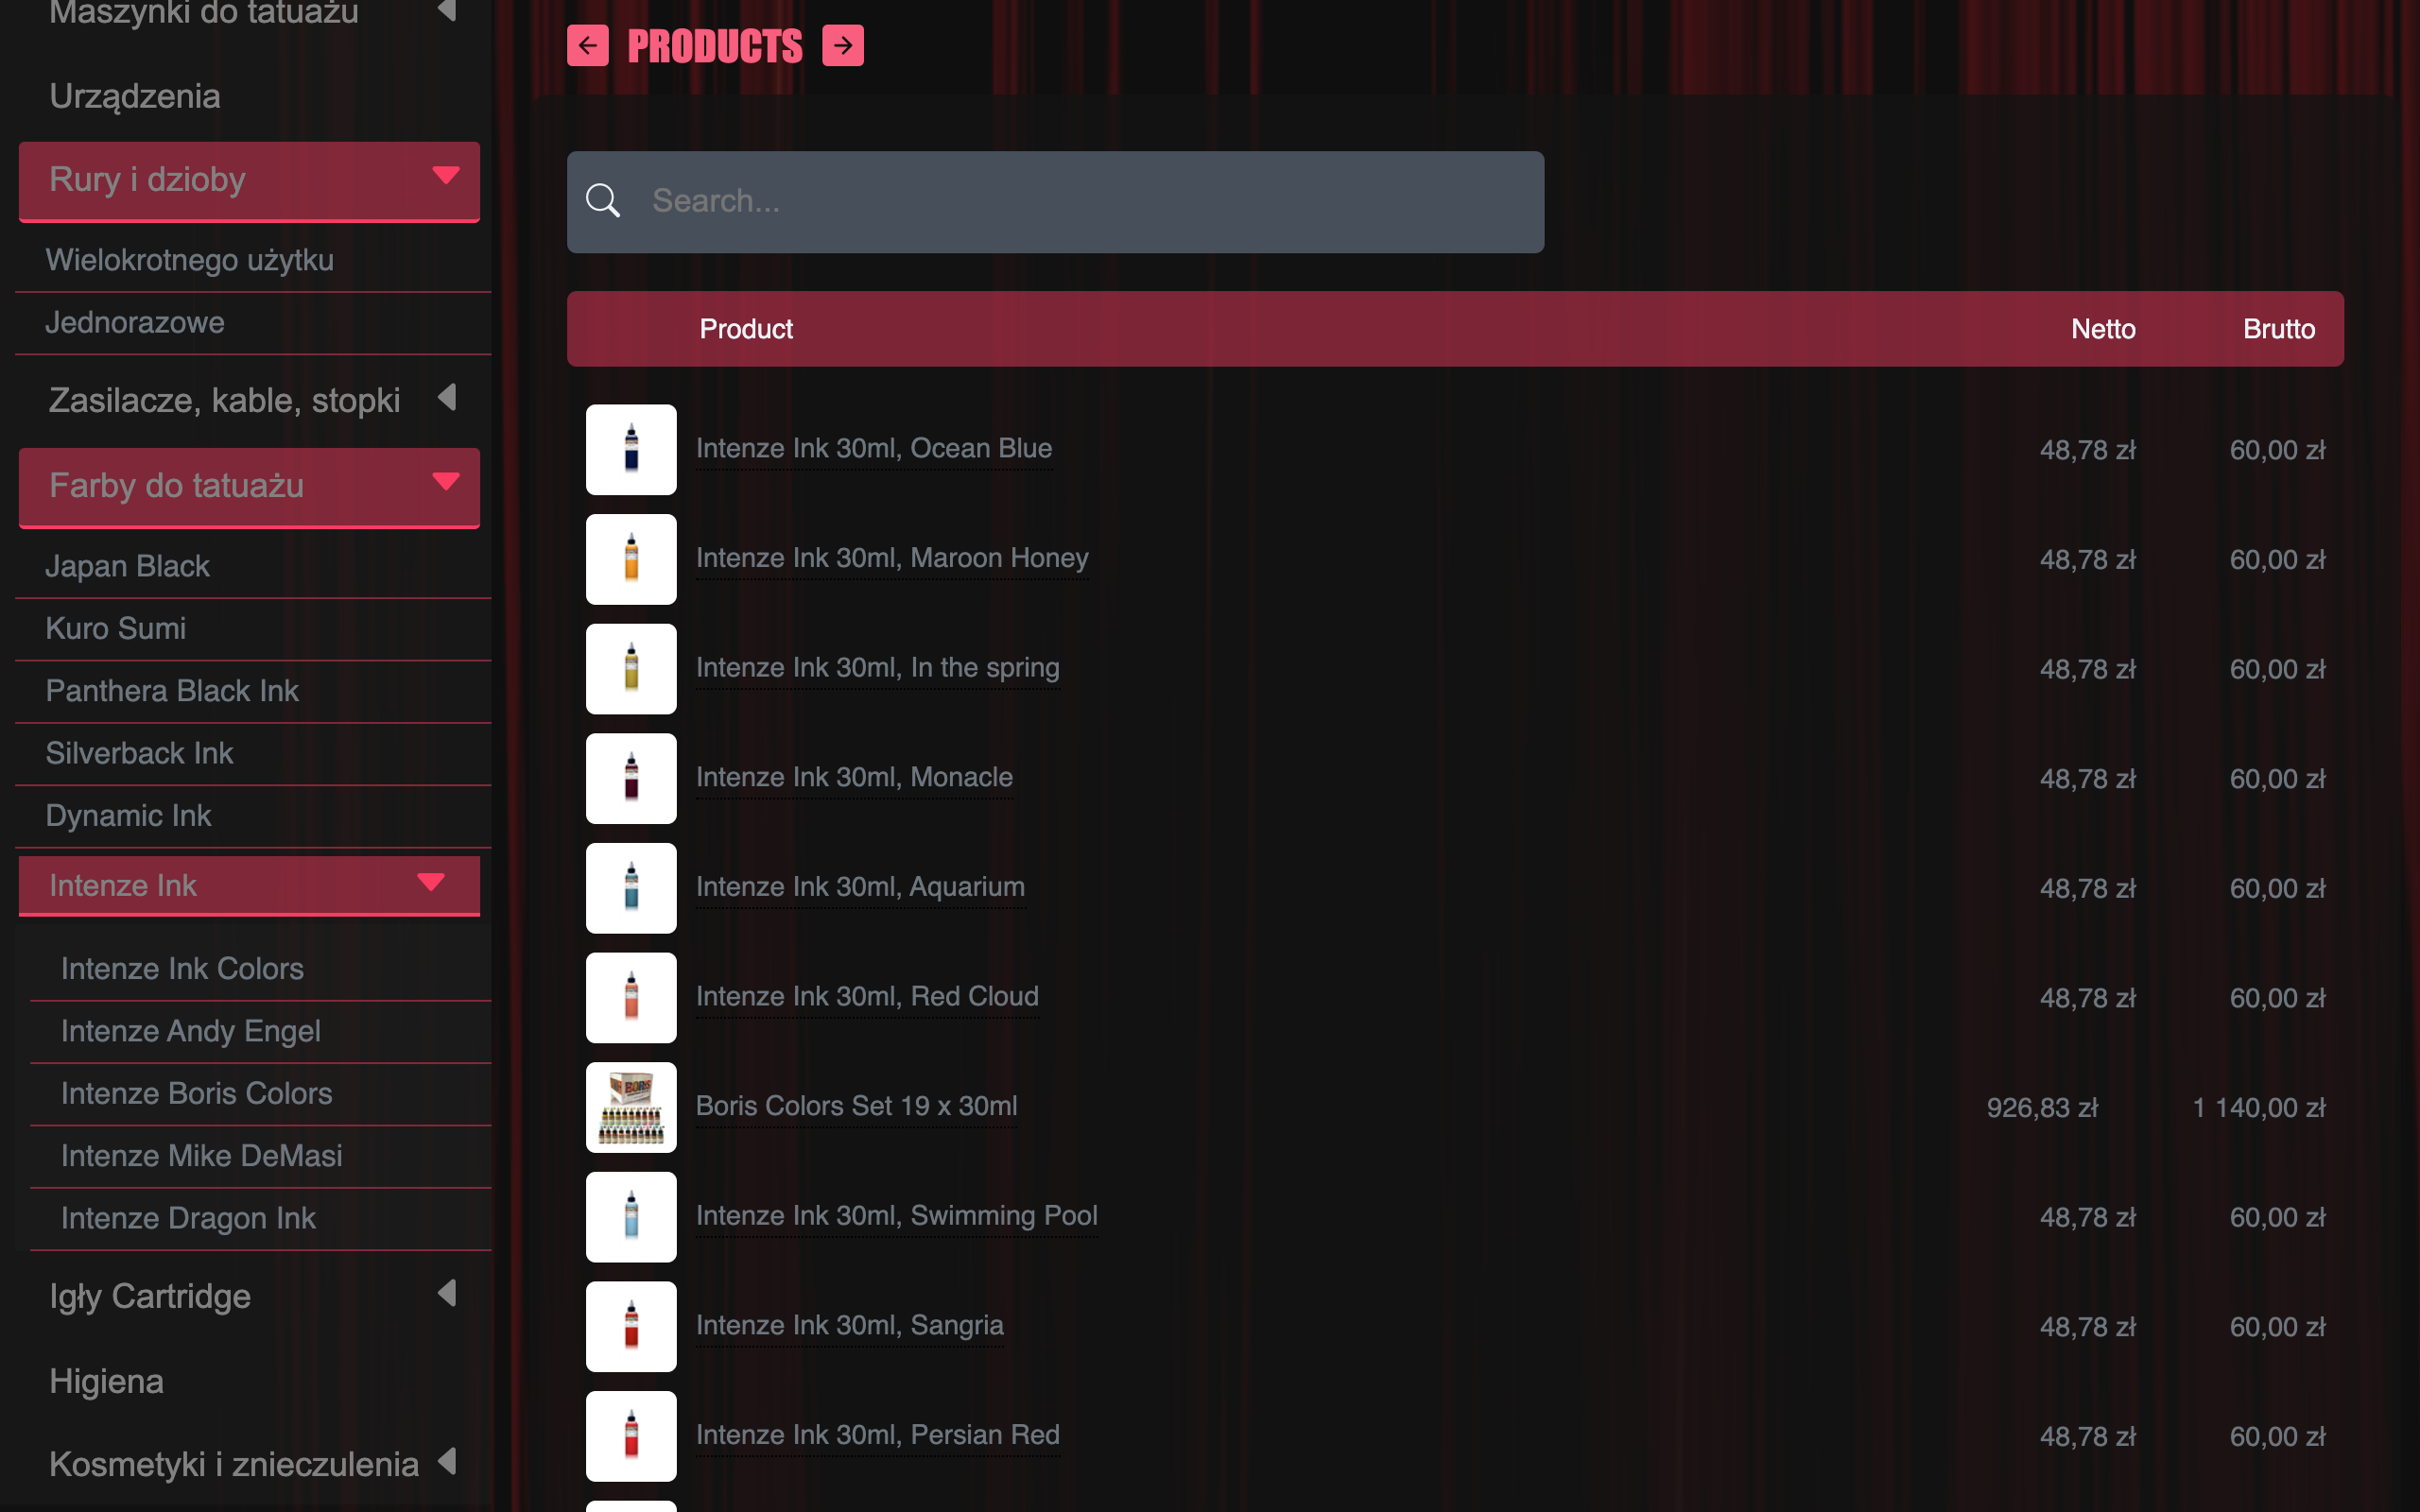 Maszynki do tatuażu
Urządzenia
Rury i dzioby
Wielokrotnego użytku
Jednorazowe
Zasilacze, kable, stopki
Farby do tatuażu
Japan Black
Kuro Sumi
Panthera Black Ink
Silverback Ink
Dynamic Ink
Intenze Ink
Intenze Ink Colors
Intenze Andy Engel
Intenze Boris Colors
Intenze Mike DeMasi
Intenze Dragon Ink
Igły Cartridge
Higiena
Kosmetyki i znieczulenia
PRODUCTS
Search...
Product Netto Brutto
Intenze Ink 30ml, Ocean Blue 48,78 zł 60,00 zł
Intenze Ink 30ml, Maroon Honey 48,78 zł 60,00 zł
Intenze Ink 30ml, In the spring 48,78 zł 60,00 zł
Intenze Ink 30ml, Monacle 48,78 zł 60,00 zł
Intenze Ink 30ml, Aquarium 48,78 zł 60,00 zł
Intenze Ink 30ml, Red Cloud 48,78 zł 60,00 zł
Boris Colors Set 19 x 30ml 926,83 zł 1 140,00 zł
Intenze Ink 30ml, Swimming Pool 48,78 zł 60,00 zł
Intenze Ink 30ml, Sangria 48,78 zł 60,00 zł
Intenze Ink 30ml, Persian Red 48,78 zł 60,00 zł